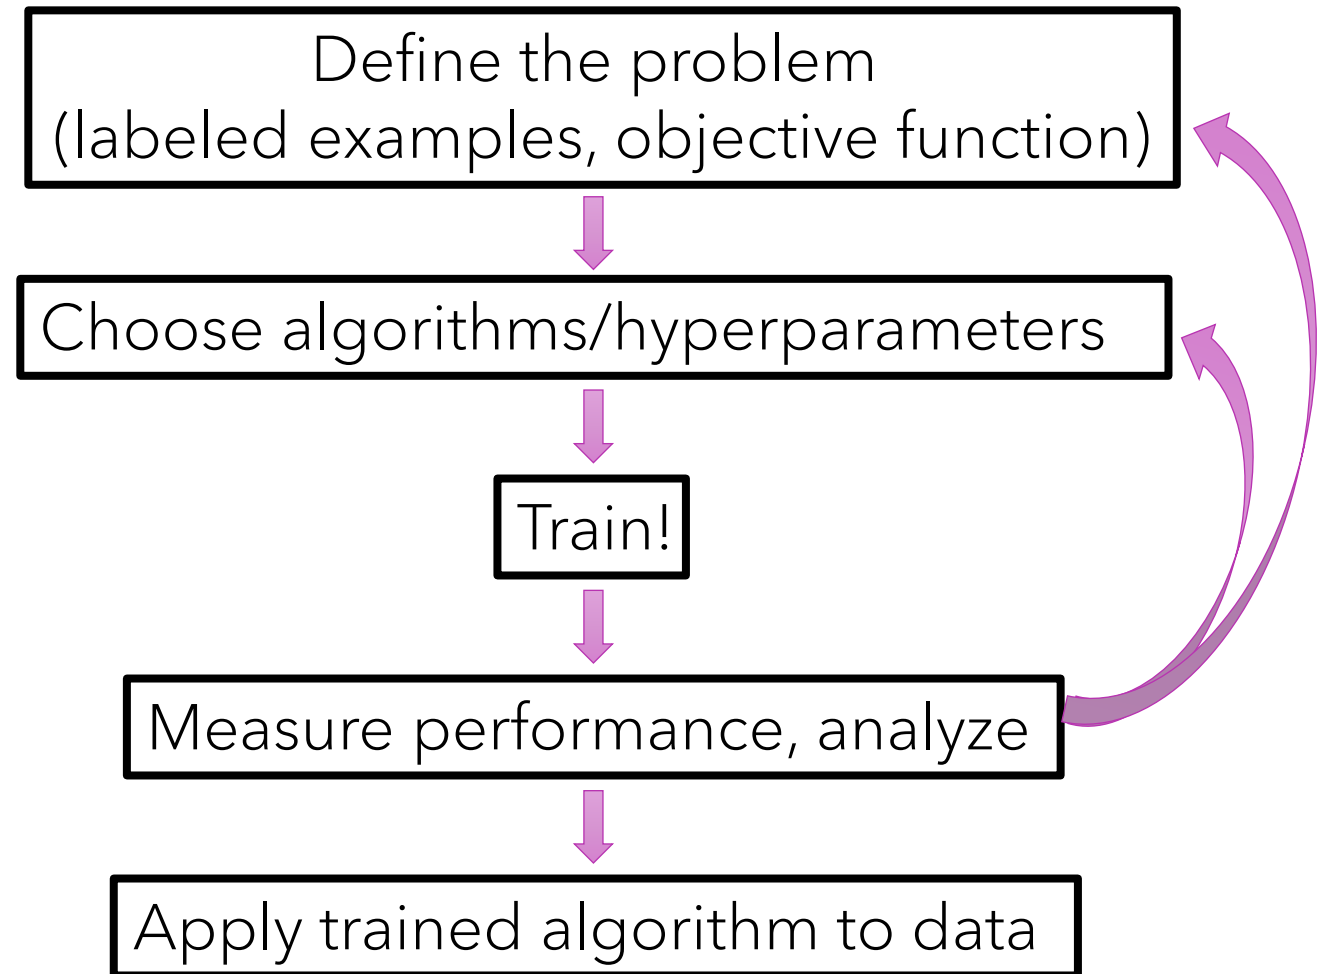 Define the problem
(labeled examples, objective function)
Choose algorithms/hyperparameters
Train!
Measure performance, analyze
Apply trained algorithm to data